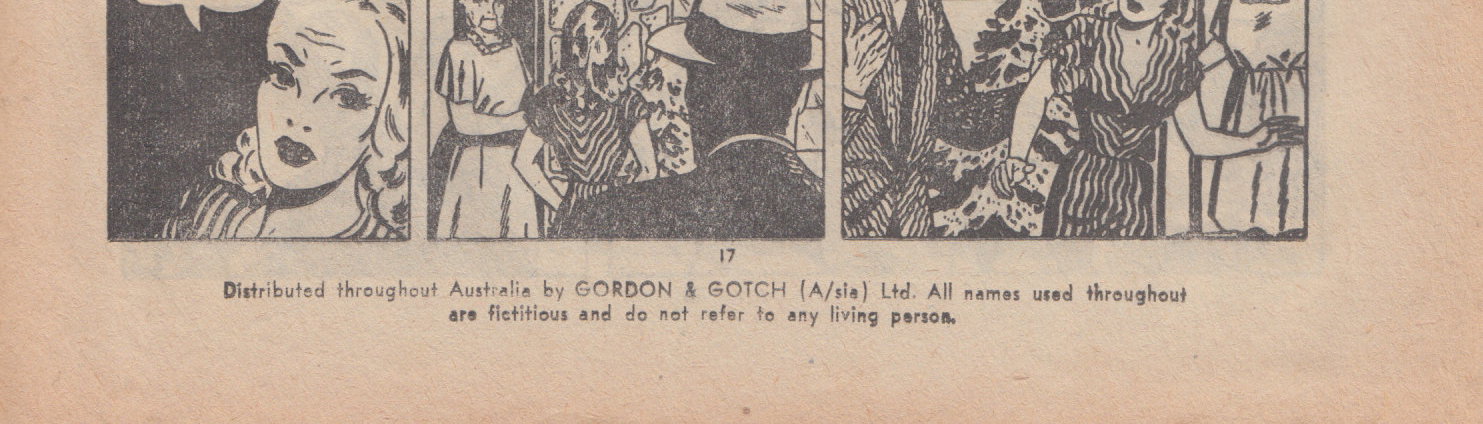 17
Distributed throughout Australia by GORDON & GOTCH (A/sia) Ltd. All names used throughout
are fictitious and do not refer to any living person.